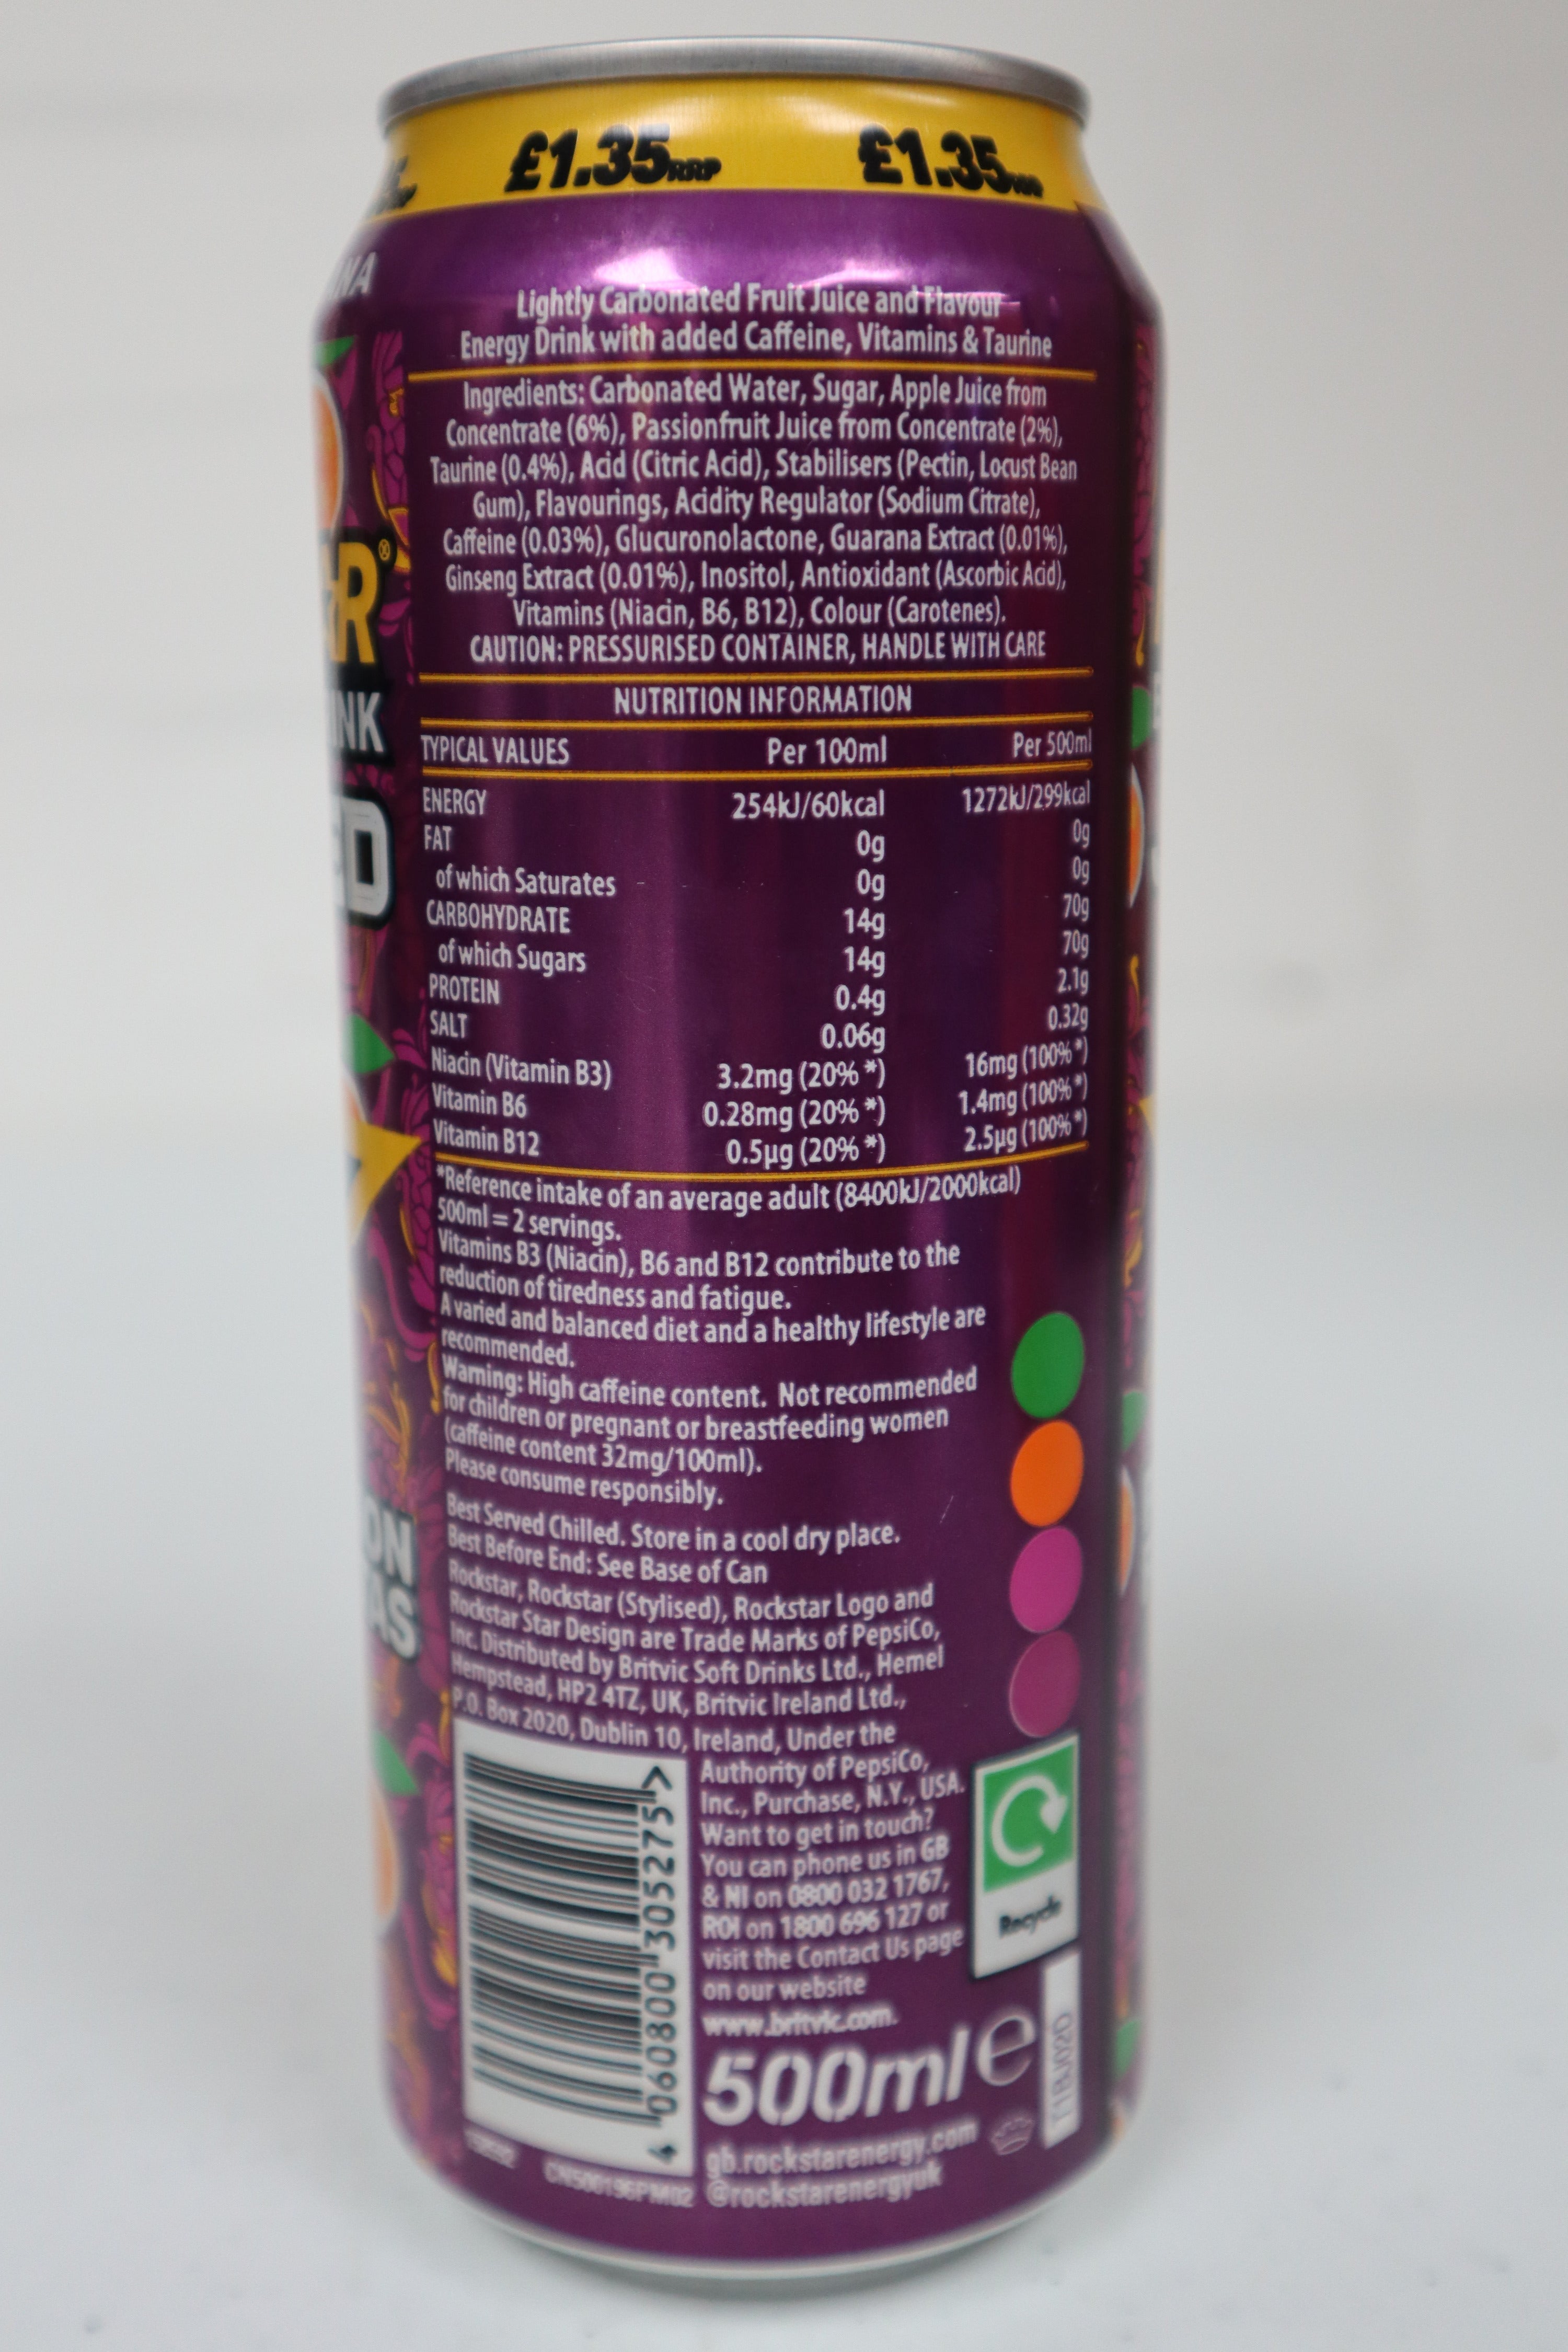 £1.35RRP £1.35
Lightly Carbonated Fruit Juice and Flavour
Energy Drink with added Caffeine, Vitamins & Taurine
Ingredients: Carbonated Water, Sugar, Apple Juice from
Concentrate (6%), Passionfruit Juice from Concentrate (2%),
Taurine (0.4%), Acid (Citric Acid), Stabilisers (Pectin, Locust Bean
Gum), Flavourings, Acidity Regulator (Sodium Citrate),
Caffeine (0.03%), Glucuronolactone, Guarana Extract (0.01%),
Ginseng Extract (0.01%), Inositol, Antioxidant (Ascorbic Acid),
Vitamins (Niacin, B6, B12), Colour (Carotenes).
CAUTION: PRESSURISED CONTAINER, HANDLE WITH CARE
NUTRITION INFORMATION
TYPICAL VALUES Per 100ml Per 500ml
ENERGY 254kJ/60kcal 1272kJ/299kcal
FAT 0g 0g
of which Saturates 0g 0g
CARBOHYDRATE 14g 70g
of which Sugars 14g 70g
PROTEIN 0.4g 2.1g
SALT 0.06g 0.32g
Niacin (Vitamin B3) 3.2mg (20%*) 16mg (100%*)
Vitamin B6 0.28mg (20%*) 1.4mg (100%*)
Vitamin B12 0.5µg (20%*) 2.5µg (100%*)
*Reference intake of an average adult (8400kJ/2000kcal)
500ml = 2 servings.
Vitamins B3 (Niacin), B6 and B12 contribute to the
reduction of tiredness and fatigue.
A varied and balanced diet and a healthy lifestyle are
recommended.
Warning: High caffeine content. Not recommended
for children or pregnant or breastfeeding women
(caffeine content 32mg/100ml).
Please consume responsibly.
Best Served Chilled. Store in a cool dry place.
Best Before End: See Base of Can
Rockstar, Rockstar (Stylised), Rockstar Logo and
Rockstar Star Design are Trade Marks of PepsiCo,
Inc. Distributed by Britvic Soft Drinks Ltd., Hemel
Hempstead, HP2 4TZ, UK, Britvic Ireland Ltd.,
P.O. Box 2020, Dublin 10, Ireland, Under the
Authority of PepsiCo,
Inc., Purchase, N.Y., USA.
Want to get in touch?
You can phone us in GB
& NI on 0800 032 1767,
ROI on 1800 696 127 or
visit the Contact Us page
on our website
www.britvic.com.
4 060800 305275 >
Recycle
500ml e
gb.rockstarenergy.com
@rockstarenergyuk